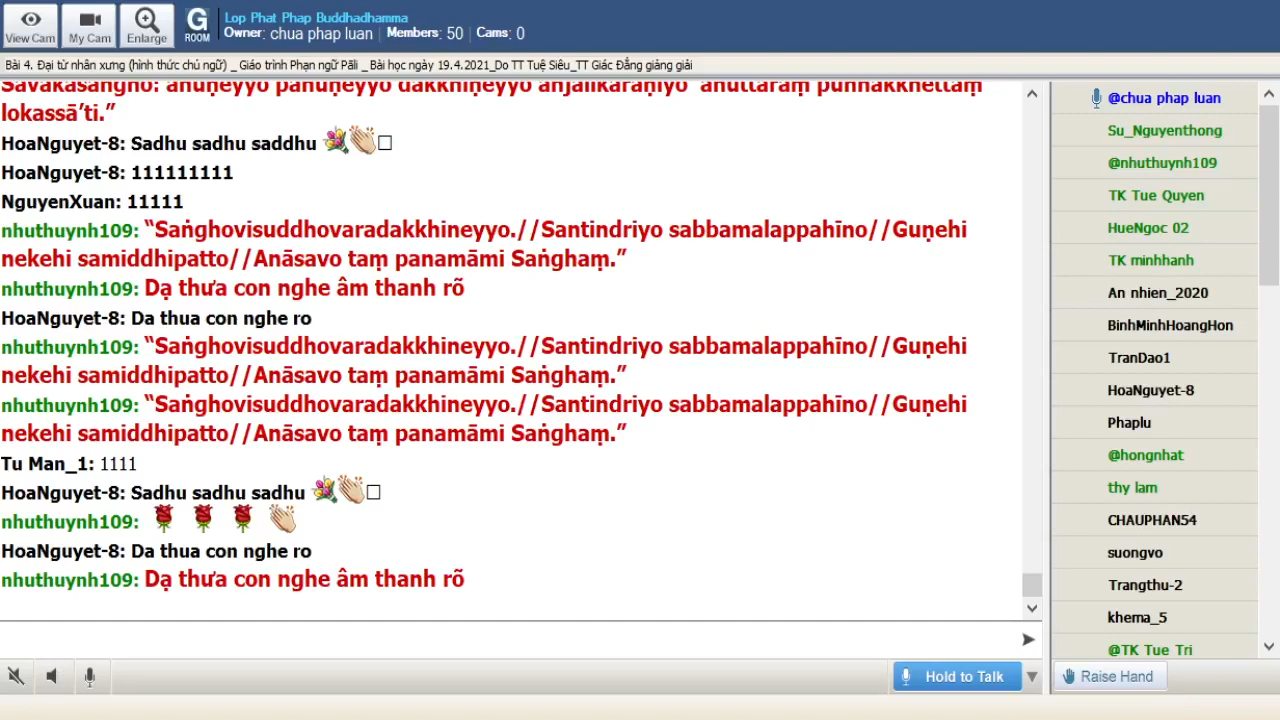 View Cam
My Cam
Enlarge
G
ROOM
Lop Phat Phap Buddhadhamma
Owner: chua phap luan Members: 50 Cams: 0
Bài 4. Đại từ nhân xưng (hình thức chủ ngữ) _ Giáo trình Phạn ngữ Pāli _ Bài học ngày 19.4.2021_Do TT Tuệ Siêu_TT Giác Đẳng giảng giải
Sāvakasaṅgho: āhuṇeyyo pāhuṇeyyo dakkhiṇeyyo añjalikaraṇīyo anuttaraṃ puññakkhettaṃ
lokassā’ti.”
HoaNguyet-8: Sadhu sadhu saddhu
HoaNguyet-8: 111111111
NguyenXuan: 11111
nhuthuynh109: “Saṅghovisuddhovaradakkhineyyo.//Santindriyo sabbamalappahīno//Guṇehi
nekehi samiddhipatto//Anāsavo taṃ panamāmi Saṅghaṃ.”
nhuthuynh109: Dạ thưa con nghe âm thanh rõ
HoaNguyet-8: Da thua con nghe ro
nhuthuynh109: “Saṅghovisuddhovaradakkhineyyo.//Santindriyo sabbamalappahīno//Guṇehi
nekehi samiddhipatto//Anāsavo taṃ panamāmi Saṅghaṃ.”
nhuthuynh109: “Saṅghovisuddhovaradakkhineyyo.//Santindriyo sabbamalappahīno//Guṇehi
nekehi samiddhipatto//Anāsavo taṃ panamāmi Saṅghaṃ.”
Tu Man_1: 1111
HoaNguyet-8: Sadhu sadhu sadhu
nhuthuynh109:
HoaNguyet-8: Da thua con nghe ro
nhuthuynh109: Dạ thưa con nghe âm thanh rõ
Hold to Talk
@chua phap luan
Su_Nguyenthong
@nhuthuynh109
TK Tue Quyen
HueNgoc 02
TK minhhanh
An nhien_2020
BinhMinhHoangHon
TranDao1
HoaNguyet-8
Phaplu
@hongnhat
thy lam
CHAUPHAN54
suongvo
Trangthu-2
khema_5
@TK Tue Tri
Raise Hand